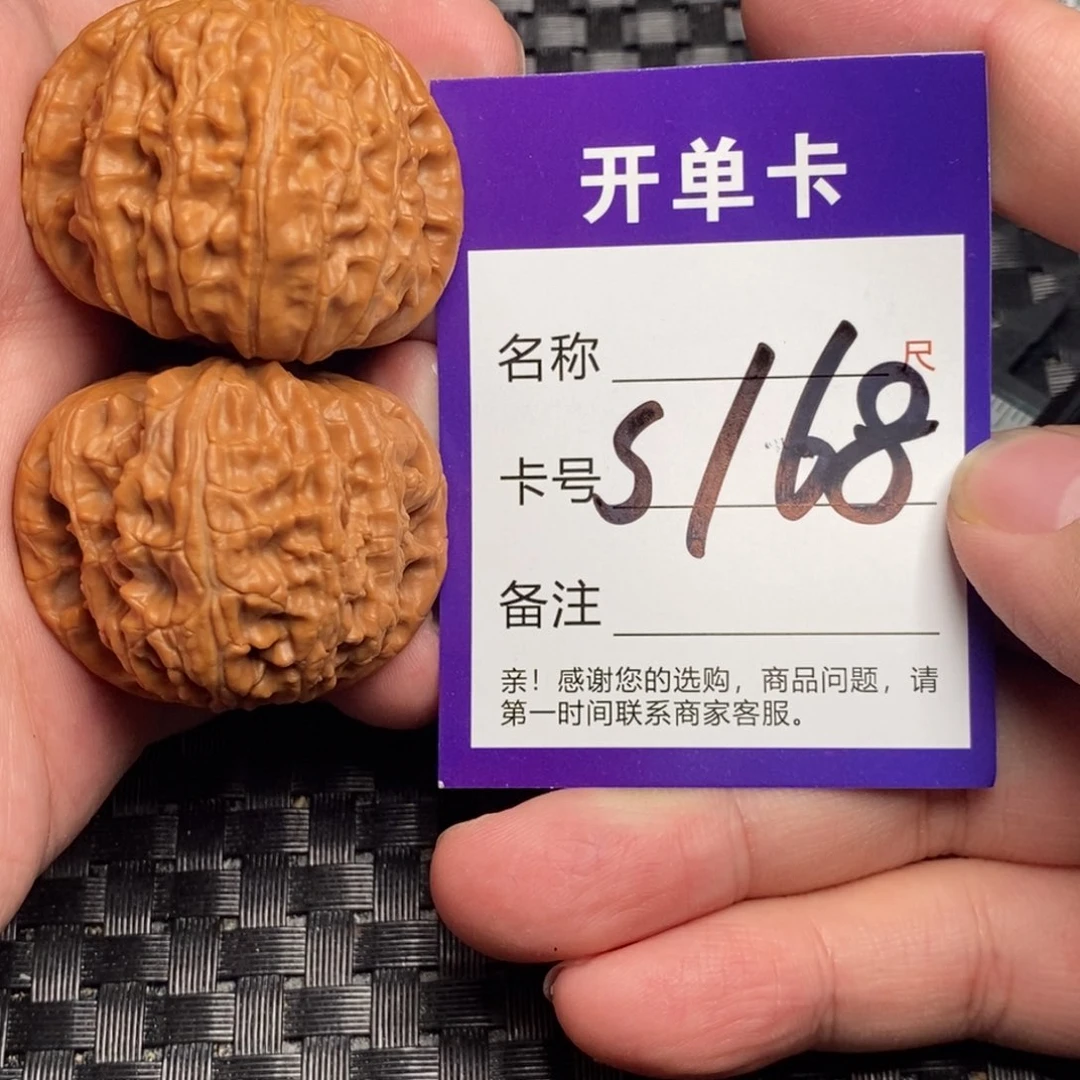 开单卡
名称
尺
卡号 S168
备注
亲！感谢您的选购，商品问题，请
第一时间联系商家客服。